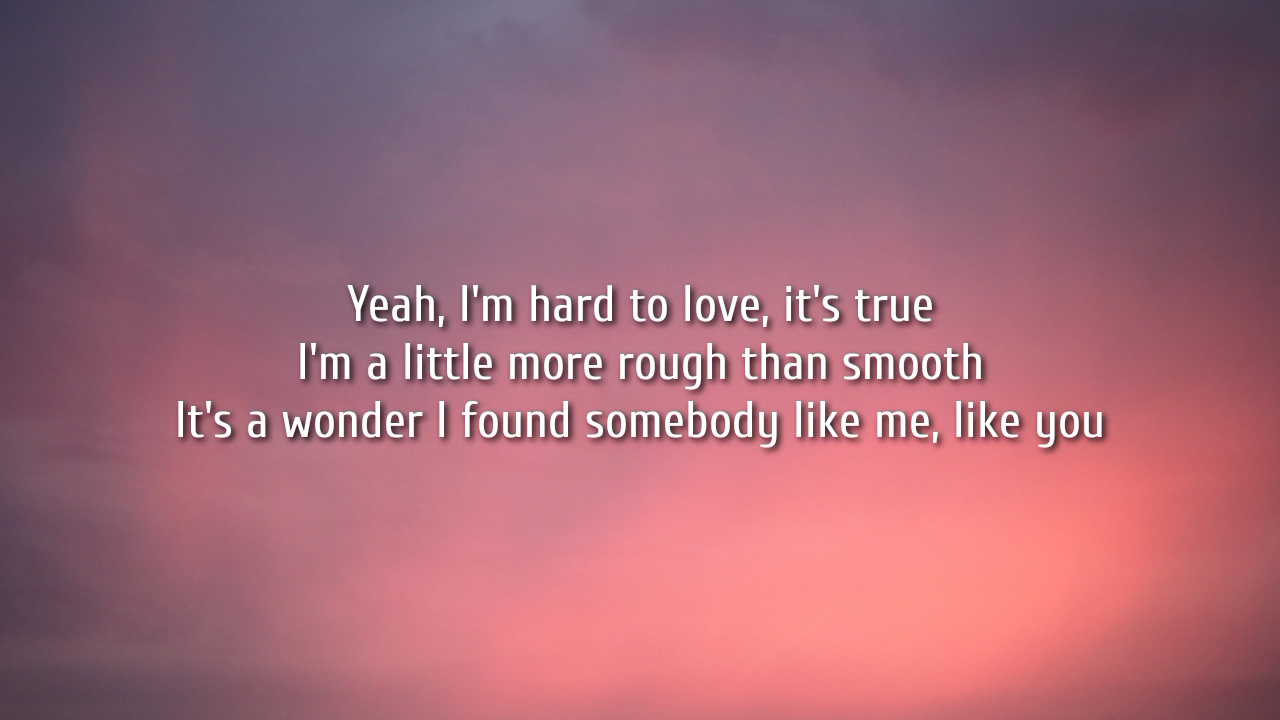 Yeah, I'm hard to love, it's true
I'm a little more rough than smooth
It's a wonder I found somebody like me, like you